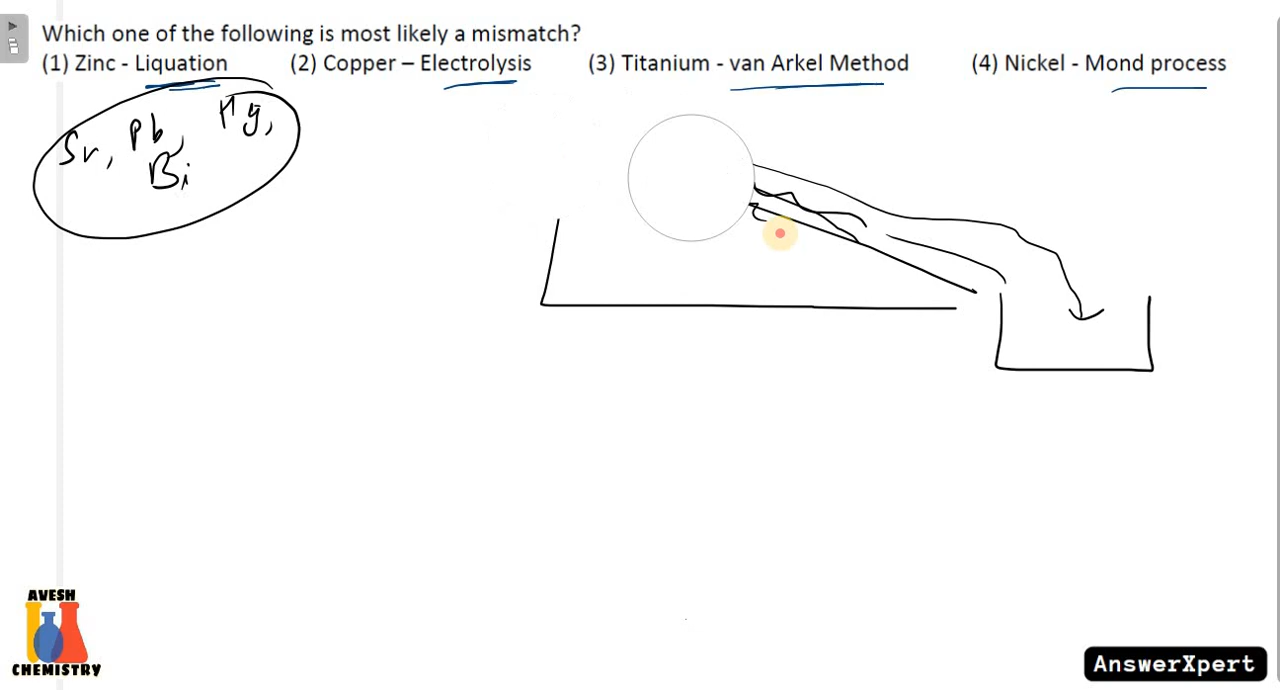 Which one of the following is most likely a mismatch?
(1) Zinc - Liquation (2) Copper – Electrolysis (3) Titanium - van Arkel Method (4) Nickel - Mond process
Sr, Pb, Hg,
Bi
AVESH
CHEMISTRY
AnswerXpert